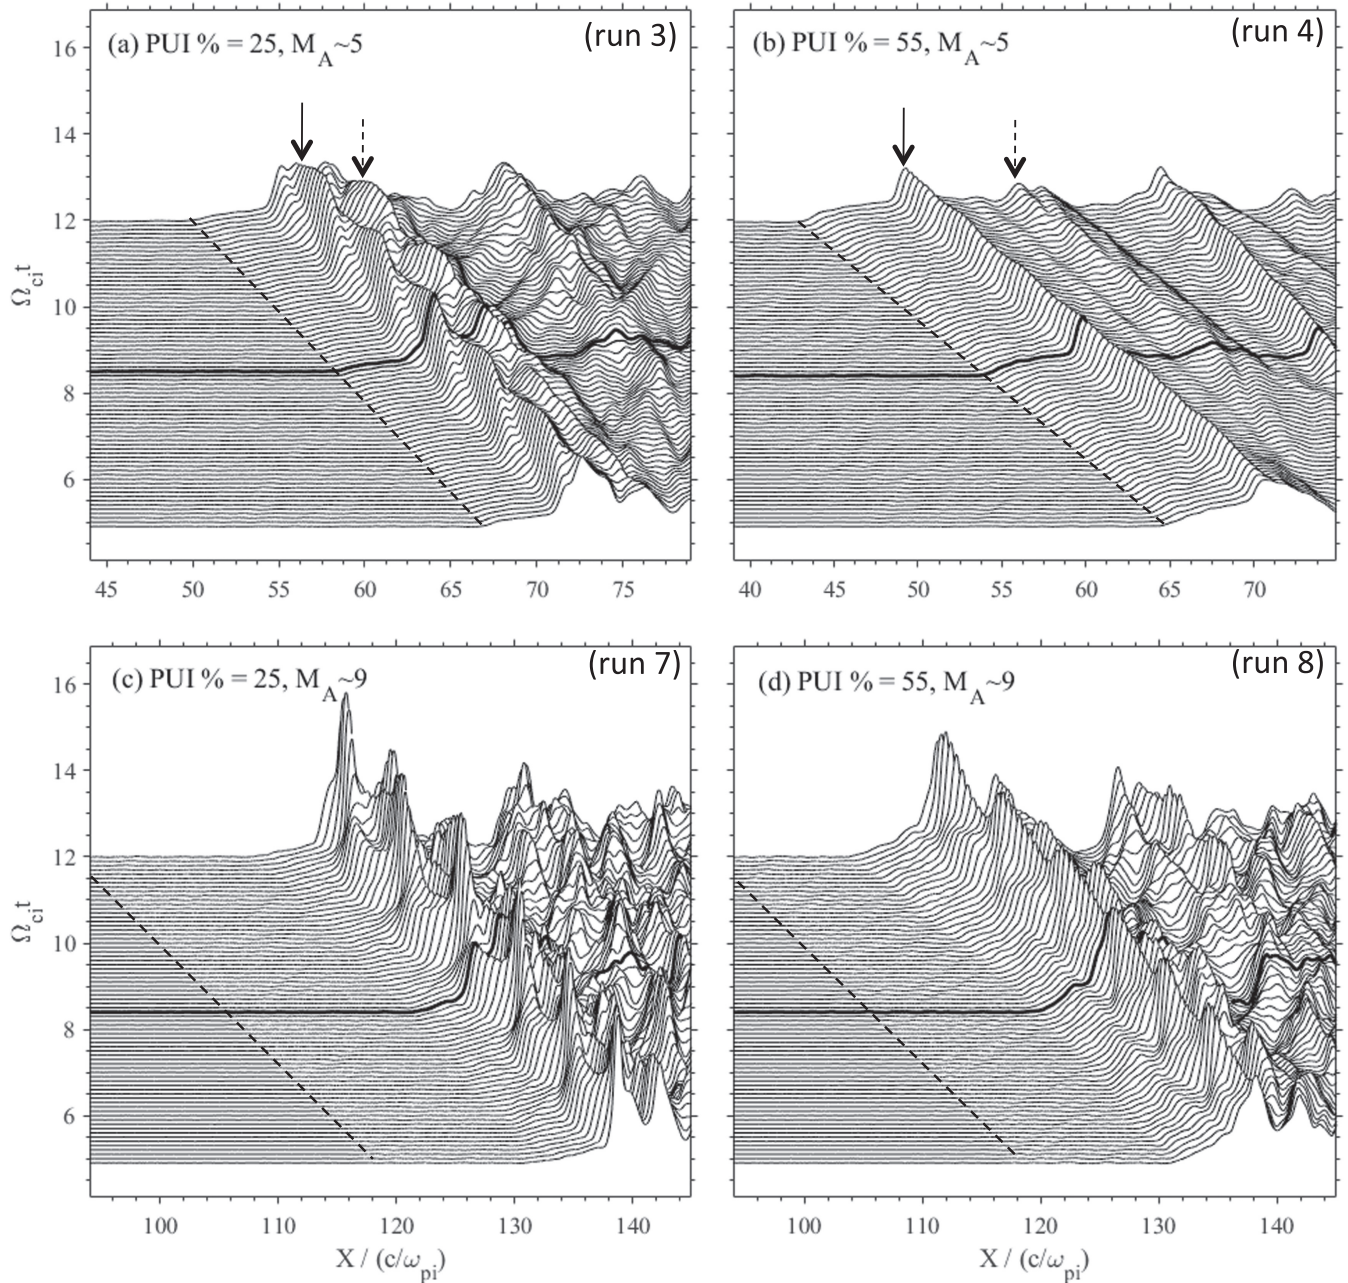 (a) PUI % = 25, M_A~5 (run 3)
(b) PUI % = 55, M_A~5 (run 4)
16
14
12
10
8
6
Ω_ci t
45 50 55 60 65 70 75
40 45 50 55 60 65 70
(c) PUI % = 25, M_A~9 (run 7)
(d) PUI % = 55, M_A~9 (run 8)
16
14
12
10
8
6
Ω_ci t
100 110 120 130 140
100 110 120 130 140
X / (c/ω_pi)
X / (c/ω_pi)